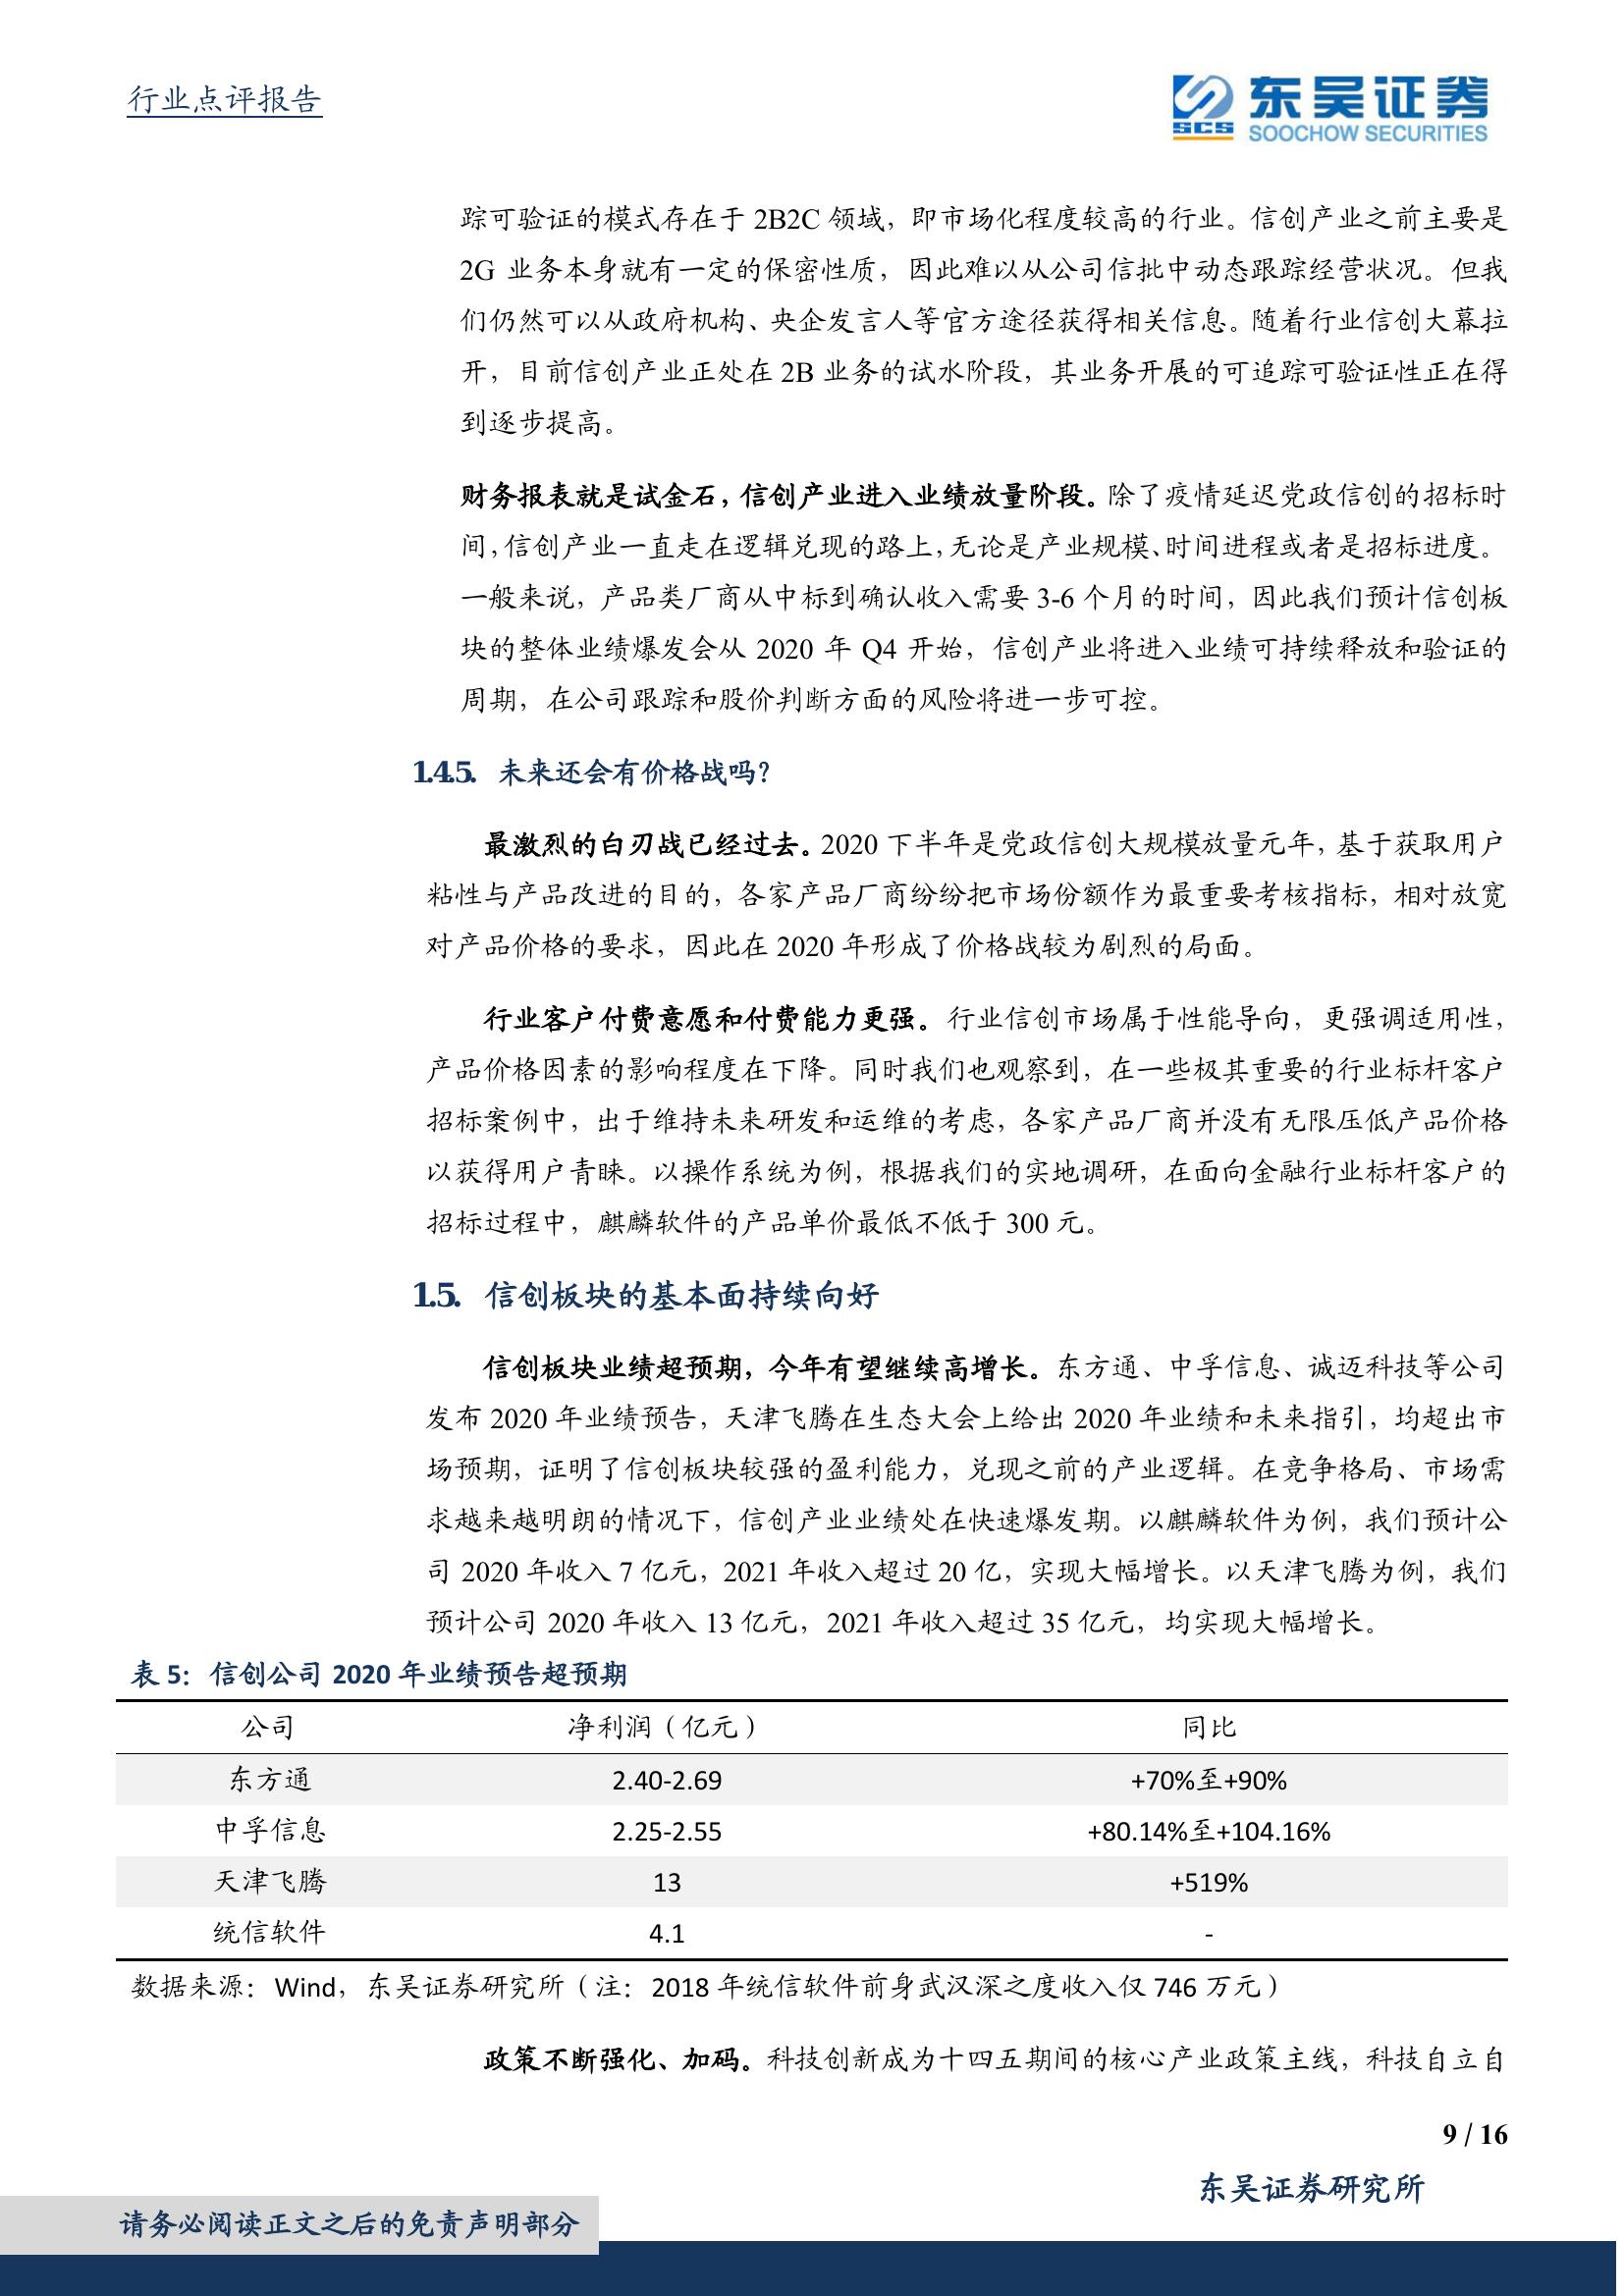 行业点评报告
东吴证券
SCS
SOOCHOW SECURITIES
踪可验证的模式存在于 2B2C 领域，即市场化程度较高的行业。信创产业之前主要是
2G 业务本身就有一定的保密性质，因此难以从公司信批中动态跟踪经营状况。但我
们仍然可以从政府机构、央企发言人等官方途径获得相关信息。随着行业信创大幕拉
开，目前信创产业正处在 2B 业务的试水阶段，其业务开展的可追踪可验证性正在得
到逐步提高。
财务报表就是试金石，信创产业进入业绩放量阶段。除了疫情延迟党政信创的招标时
间，信创产业一直走在逻辑兑现的路上，无论是产业规模、时间进程或者是招标进度。
一般来说，产品类厂商从中标到确认收入需要 3-6 个月的时间，因此我们预计信创板
块的整体业绩爆发会从 2020 年 Q4 开始，信创产业将进入业绩可持续释放和验证的
周期，在公司跟踪和股价判断方面的风险将进一步可控。
1.4.5. 未来还会有价格战吗？
最激烈的白刃战已经过去。2020 下半年是党政信创大规模放量元年，基于获取用户
粘性与产品改进的目的，各家产品厂商纷纷把市场份额作为最重要考核指标，相对放宽
对产品价格的要求，因此在 2020 年形成了价格战较为剧烈的局面。
行业客户付费意愿和付费能力更强。行业信创市场属于性能导向，更强调适用性，
产品价格因素的影响程度在下降。同时我们也观察到，在一些极其重要的行业标杆客户
招标案例中，出于维持未来研发和运维的考虑，各家产品厂商并没有无限压低产品价格
以获得用户青睐。以操作系统为例，根据我们的实地调研，在面向金融行业标杆客户的
招标过程中，麒麟软件的产品单价最低不低于 300 元。
1.5. 信创板块的基本面持续向好
信创板块业绩超预期，今年有望继续高增长。东方通、中孚信息、诚迈科技等公司
发布 2020 年业绩预告，天津飞腾在生态大会上给出 2020 年业绩和未来指引，均超出市
场预期，证明了信创板块较强的盈利能力，兑现之前的产业逻辑。在竞争格局、市场需
求越来越明朗的情况下，信创产业业绩处在快速爆发期。以麒麟软件为例，我们预计公
司 2020 年收入 7 亿元，2021 年收入超过 20 亿，实现大幅增长。以天津飞腾为例，我们
预计公司 2020 年收入 13 亿元，2021 年收入超过 35 亿元，均实现大幅增长。
表 5：信创公司 2020 年业绩预告超预期
公司 净利润（亿元） 同比
东方通 2.40-2.69 +70%至+90%
中孚信息 2.25-2.55 +80.14%至+104.16%
天津飞腾 13 +519%
统信软件 4.1 -
数据来源：Wind，东吴证券研究所（注：2018 年统信软件前身武汉深之度收入仅 746 万元）
政策不断强化、加码。科技创新成为十四五期间的核心产业政策主线，科技自立自
9 / 16
东吴证券研究所
请务必阅读正文之后的免责声明部分